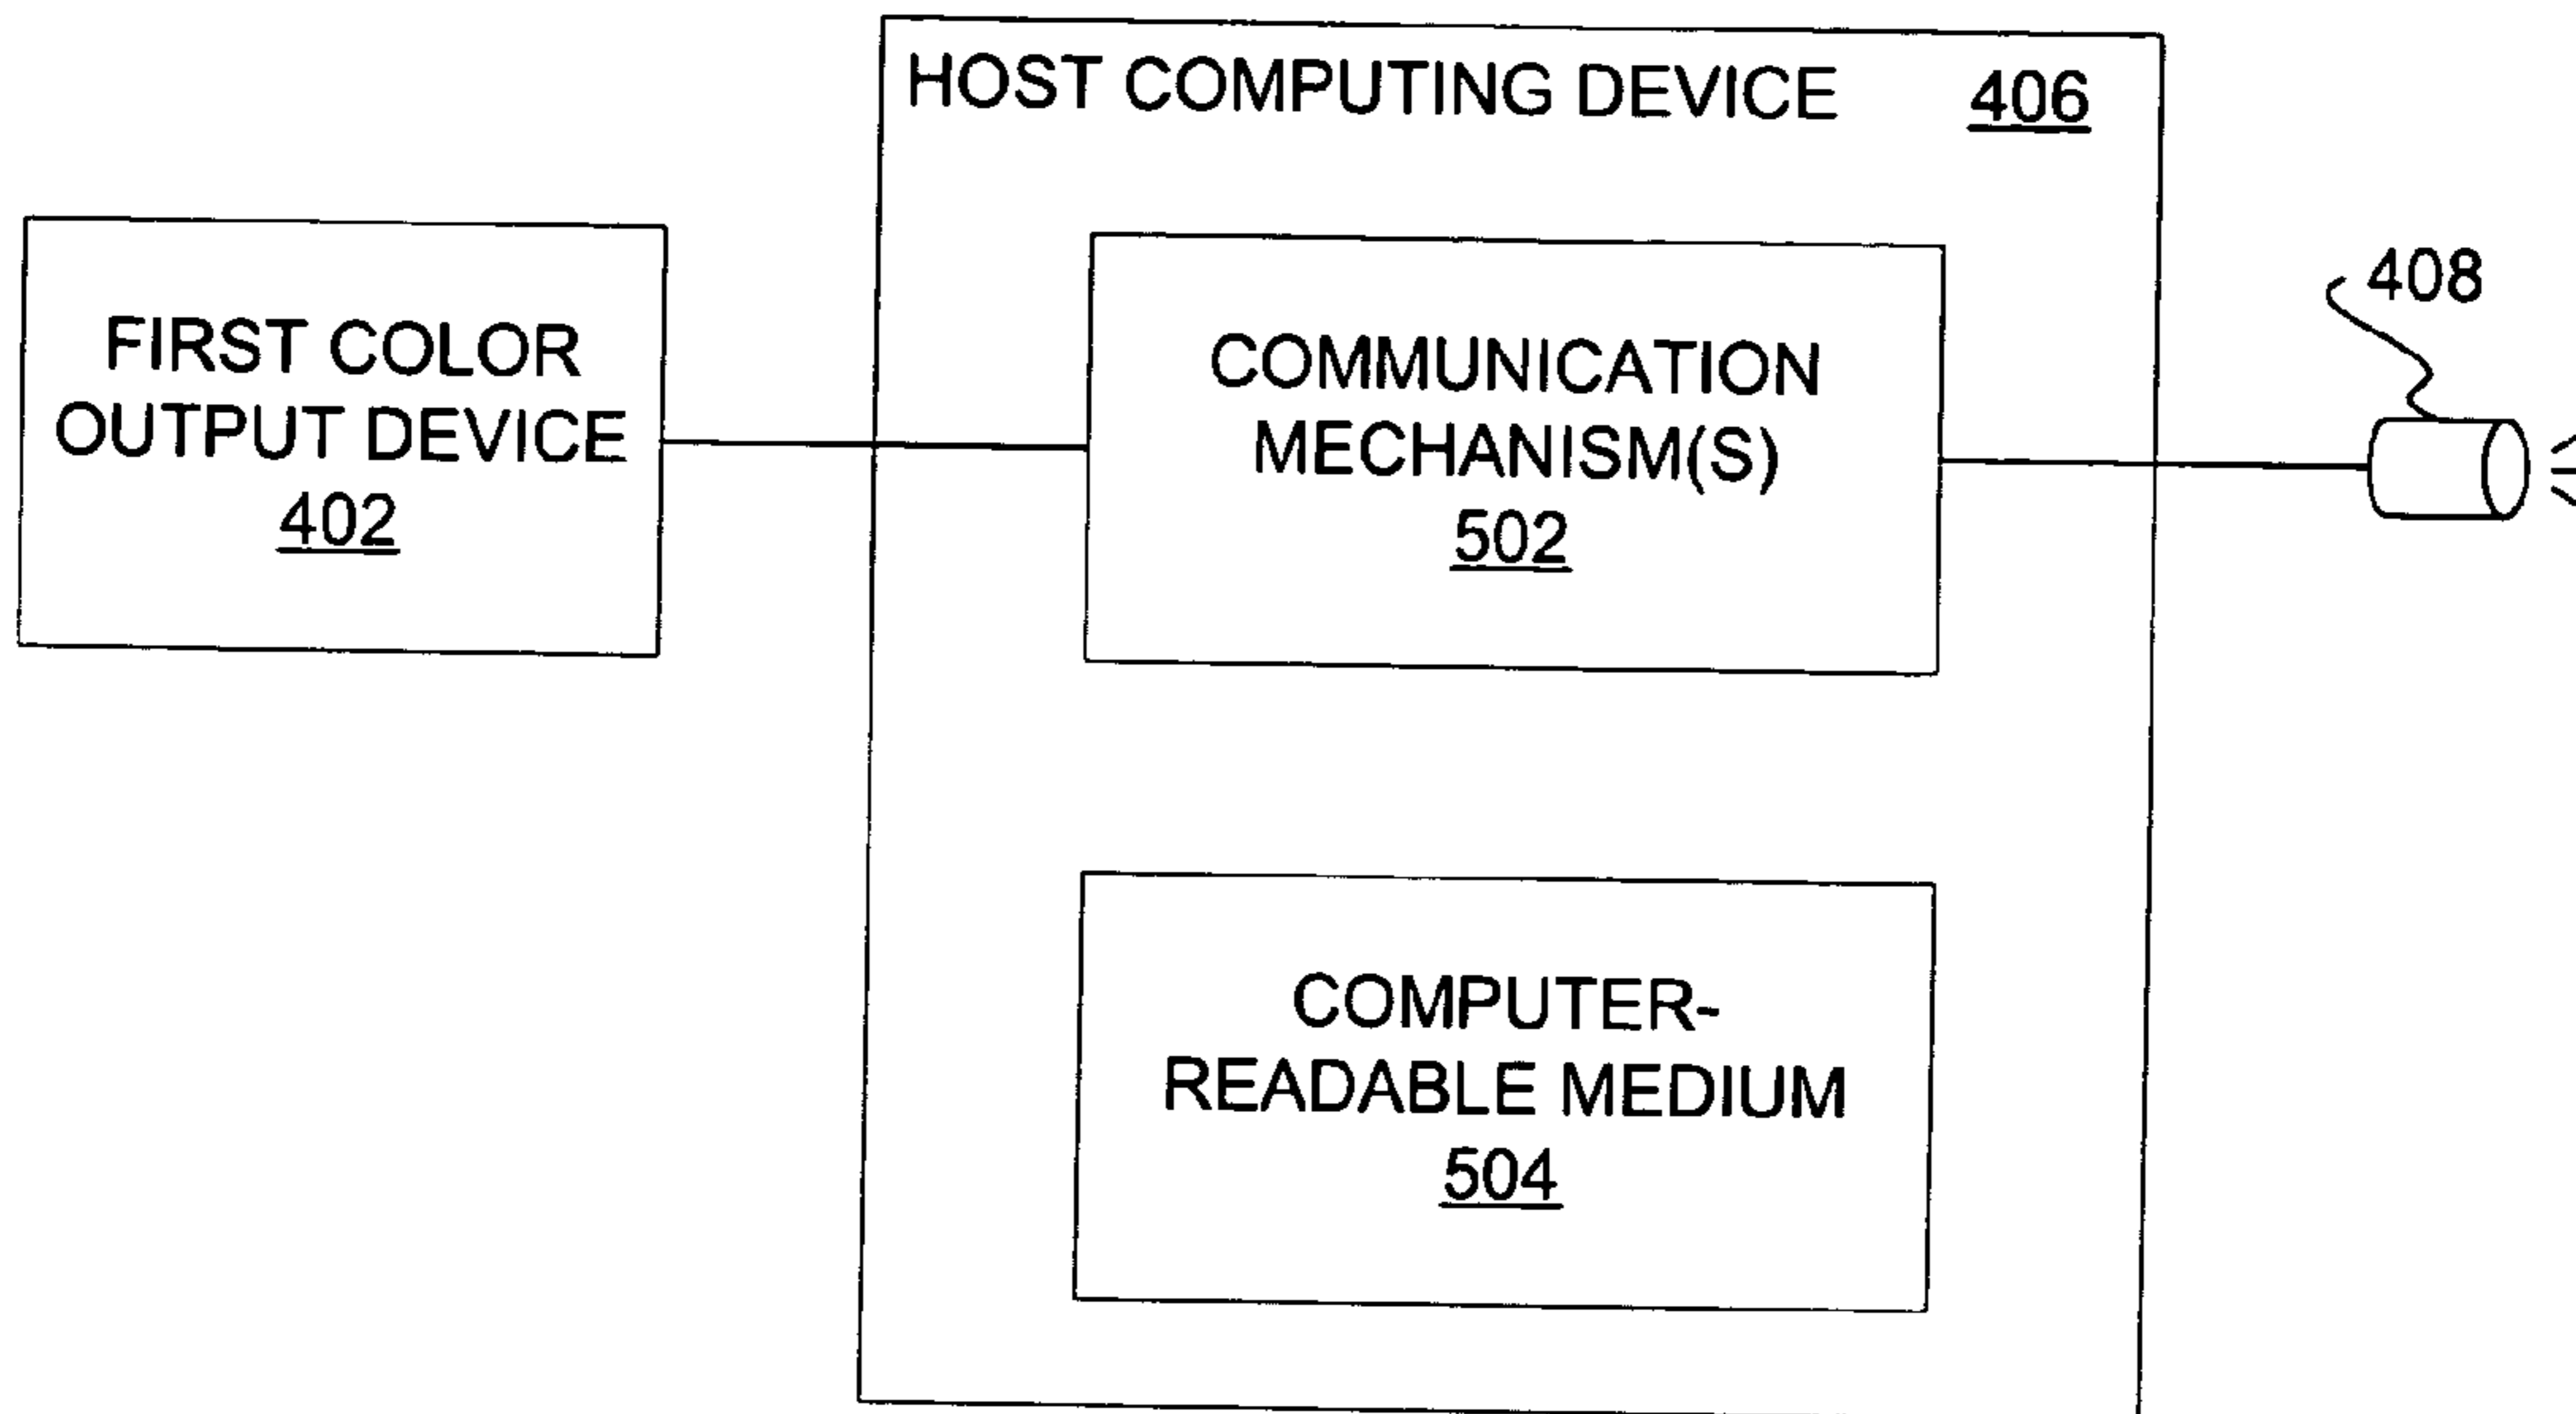 HOST COMPUTING DEVICE 406
FIRST COLOR
OUTPUT DEVICE
402
COMMUNICATION
MECHANISM(S)
502
408
COMPUTER-
READABLE MEDIUM
504